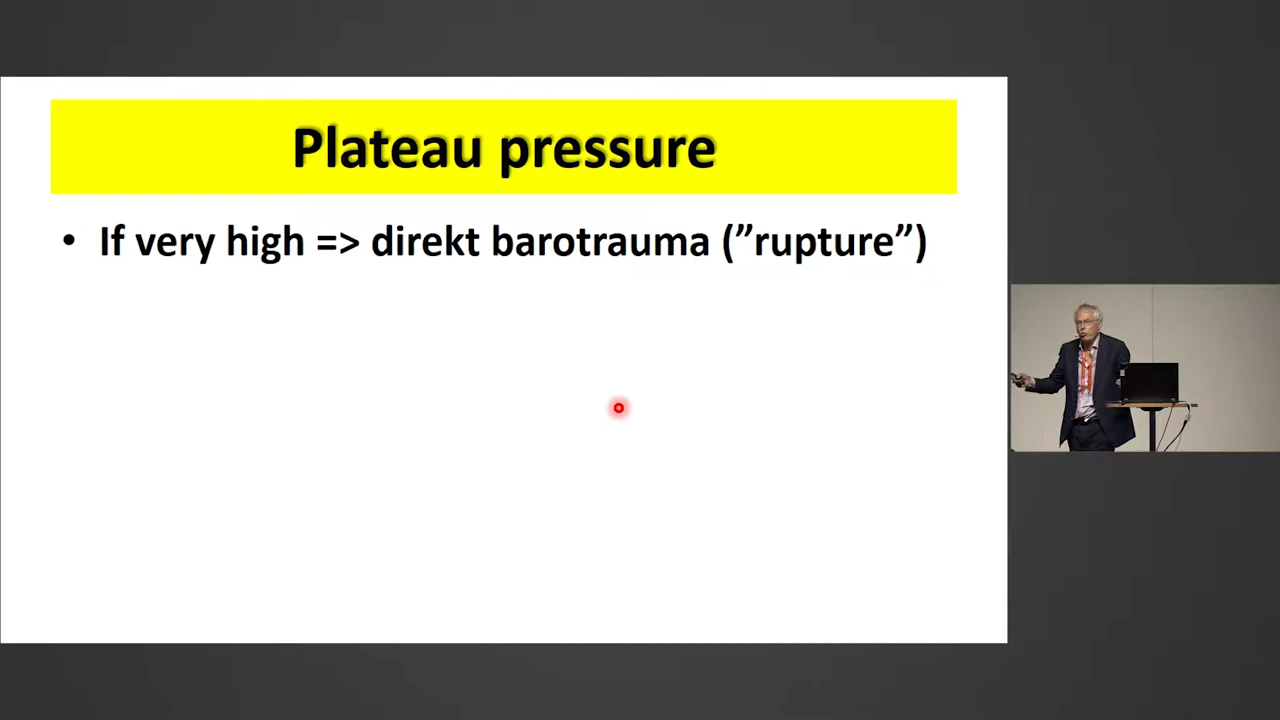 Plateau pressure
• If very high => direkt barotrauma (”rupture”)